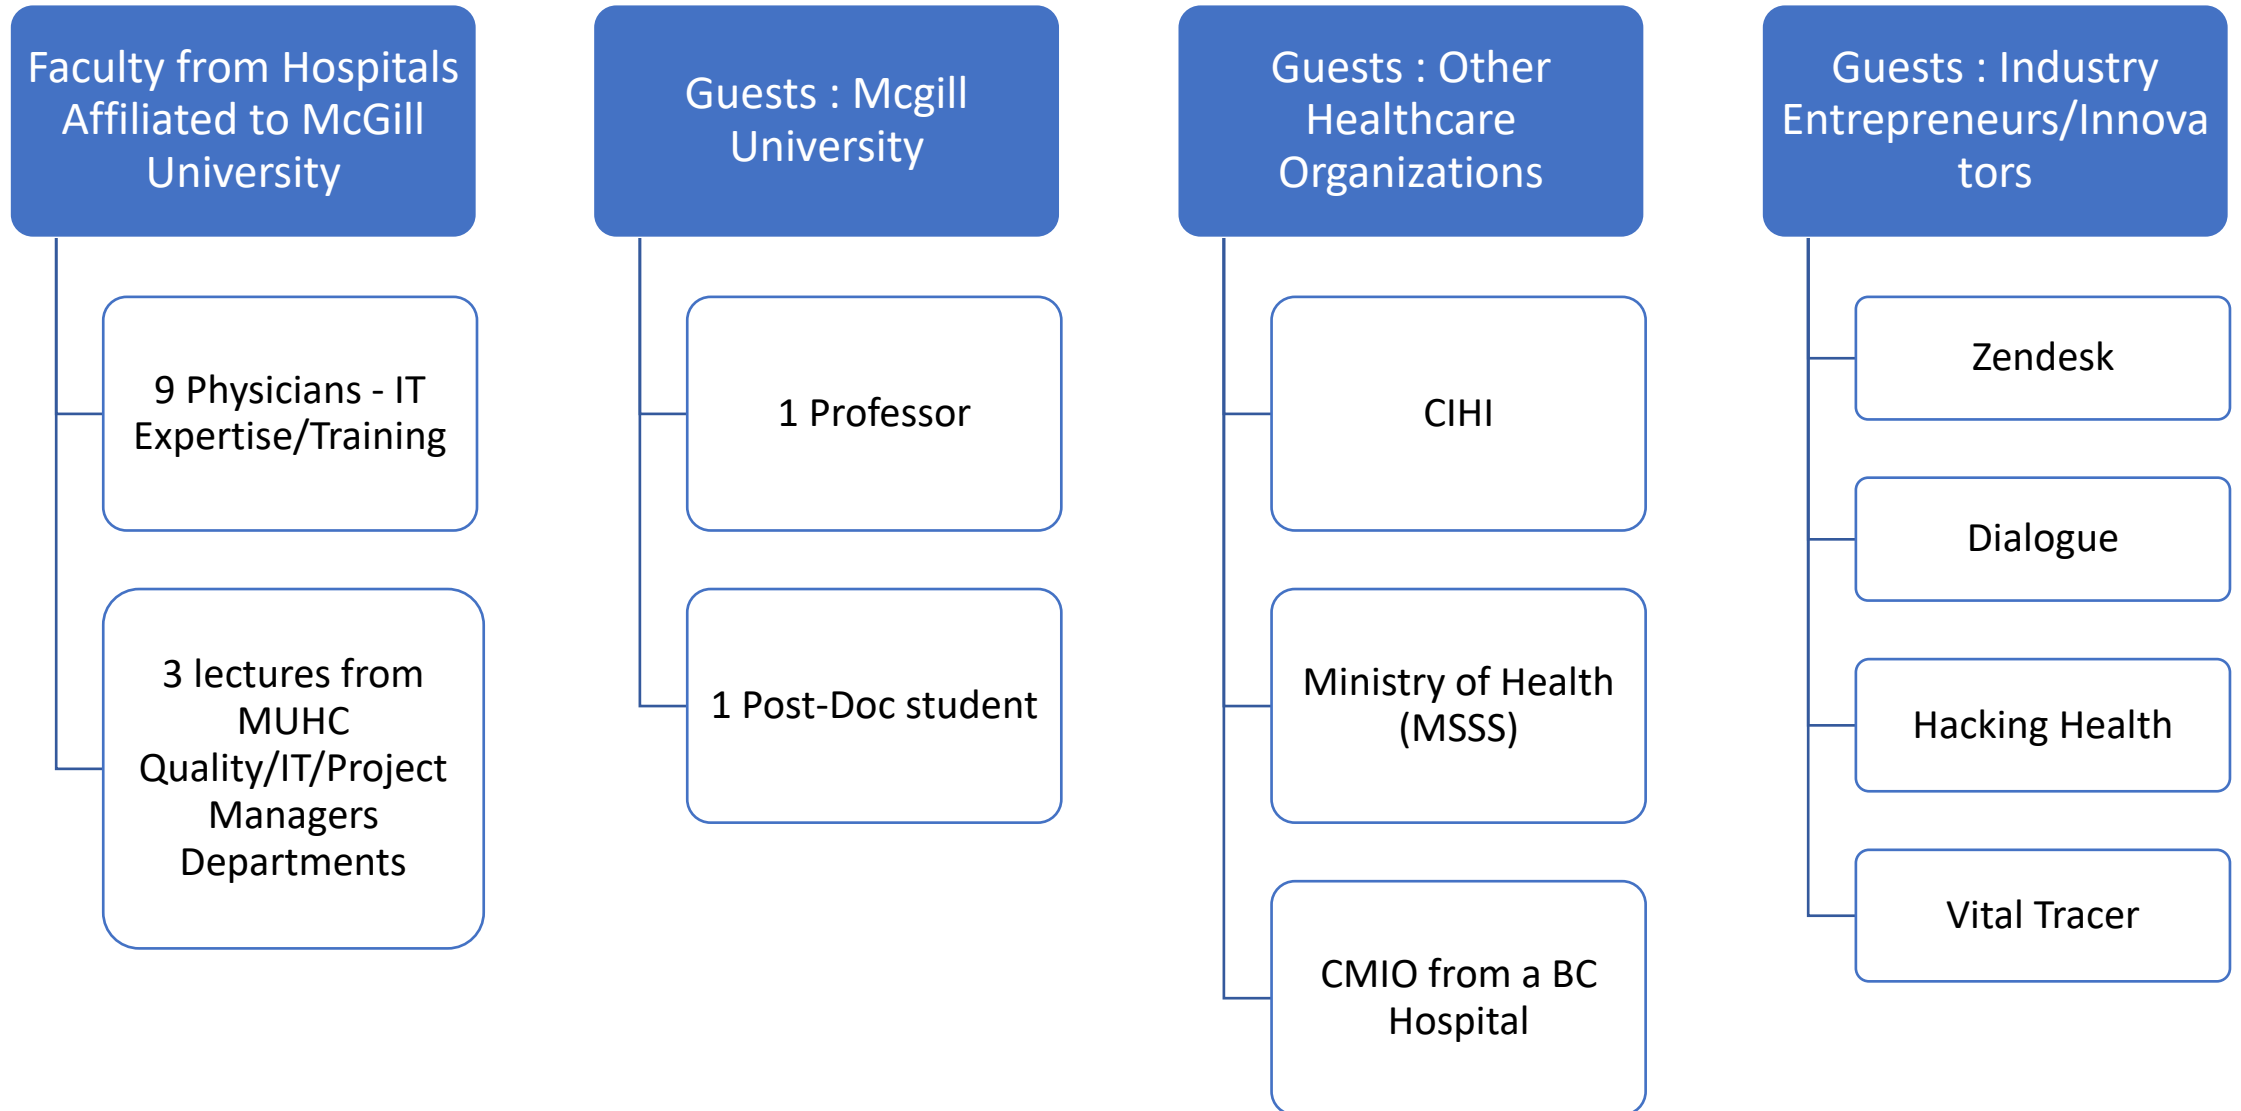 Faculty from Hospitals
Affiliated to McGill
University
9 Physicians - IT
Expertise/Training
3 lectures from
MUHC
Quality/IT/Project
Managers
Departments
Guests : Mcgill
University
1 Professor
1 Post-Doc student
Guests : Other
Healthcare
Organizations
CIHI
Ministry of Health
(MSSS)
CMIO from a BC
Hospital
Guests : Industry
Entrepreneurs/Innova
tors
Zendesk
Dialogue
Hacking Health
Vital Tracer